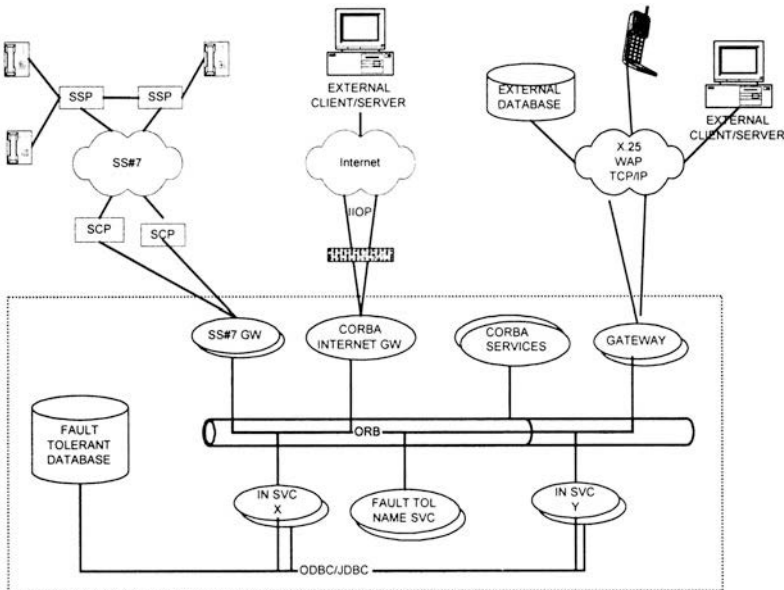 EXTERNAL
CLIENT/SERVER
EXTERNAL
DATABASE
EXTERNAL
CLIENT/SERVER
SSP
SSP
SS#7
Internet
X.25
WAP
TCP/IP
IIOP
SCP
SCP
SS#7 GW
CORBA
INTERNET GW
CORBA
SERVICES
GATEWAY
FAULT
TOLERANT
DATABASE
ORB
IN SVC
X
FAULT TOL
NAME SVC
IN SVC
Y
ODBC/JDBC